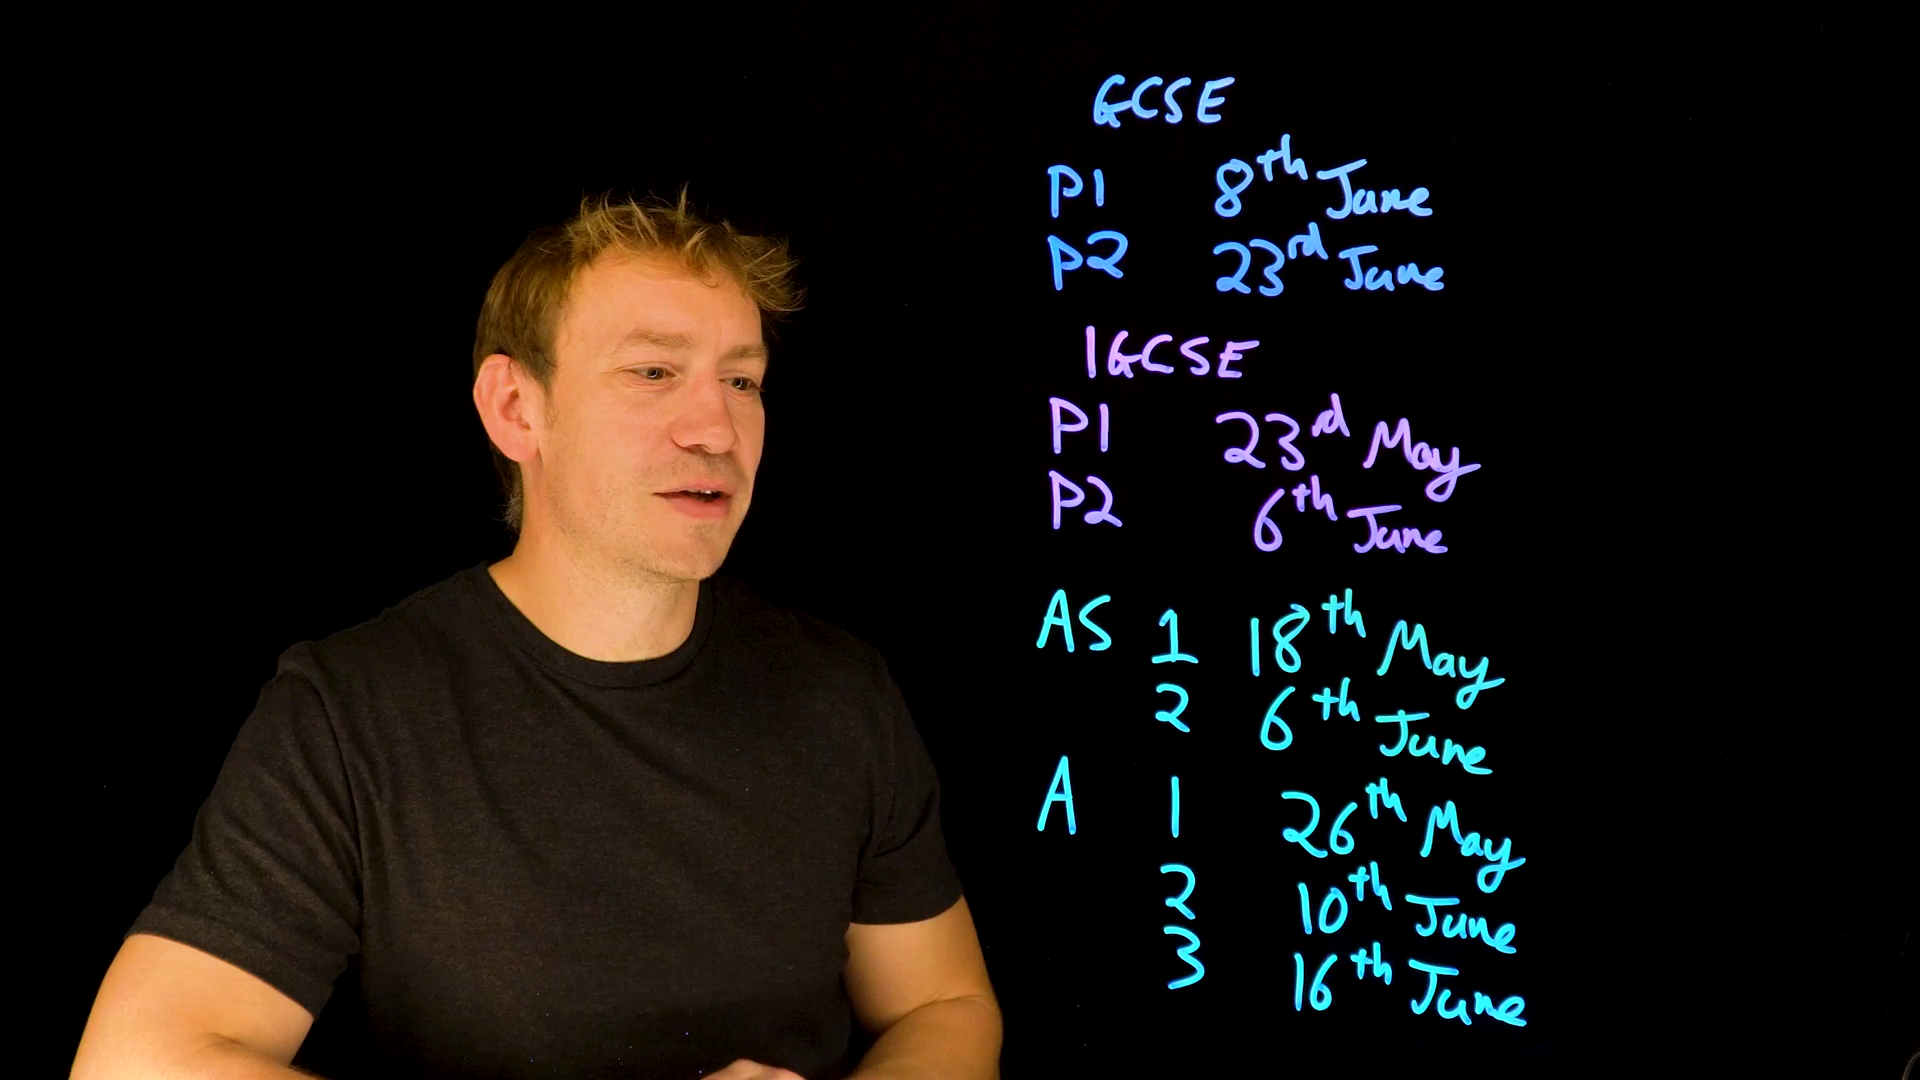 GCSE
P1 8th June
P2 23rd June
IGCSE
P1 23rd May
P2 6th June
AS 1 18th May
2 6th June
A 1 26th May
2 10th June
3 16th June